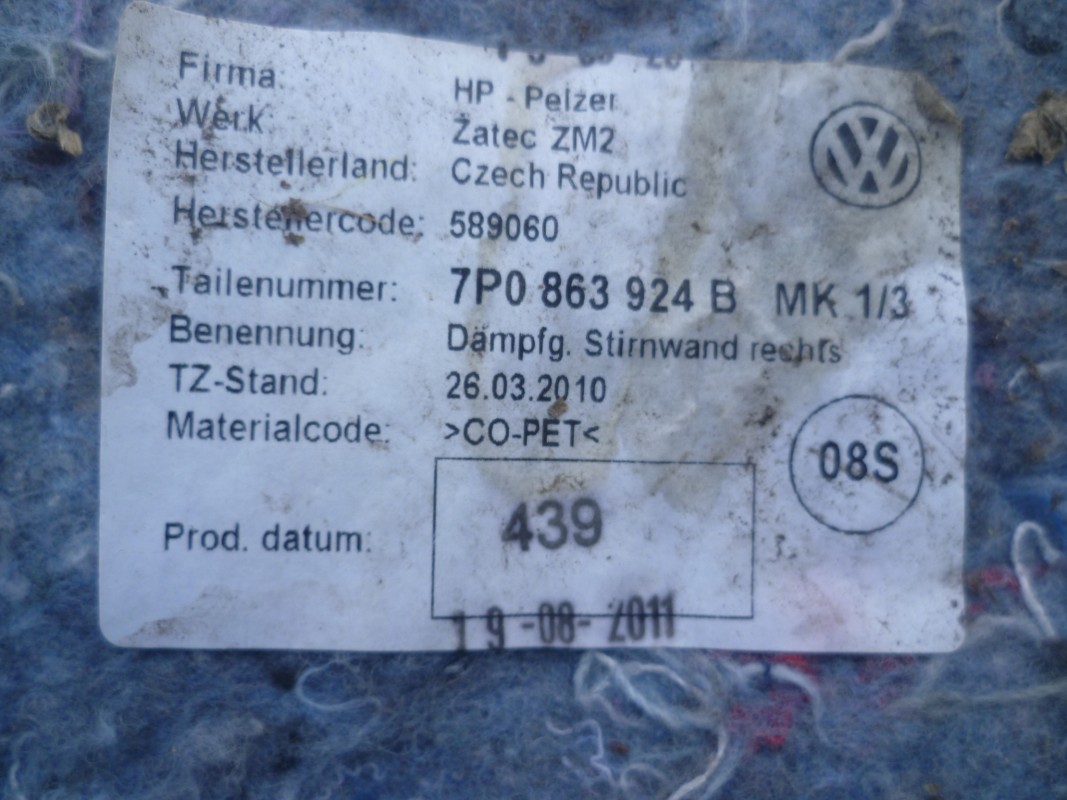 Firma: HP - Pelzer
Werk Žatec ZM2
Herstellerland: Czech Republic
Herstellercode: 589060
Tailenummer: 7P0 863 924 B MK 1/3
Benennung: Dämpfg. Stirnwand rechts
TZ-Stand: 26.03.2010
Materialcode: >CO-PET<
08S
Prod. datum: 439
19-08-2011